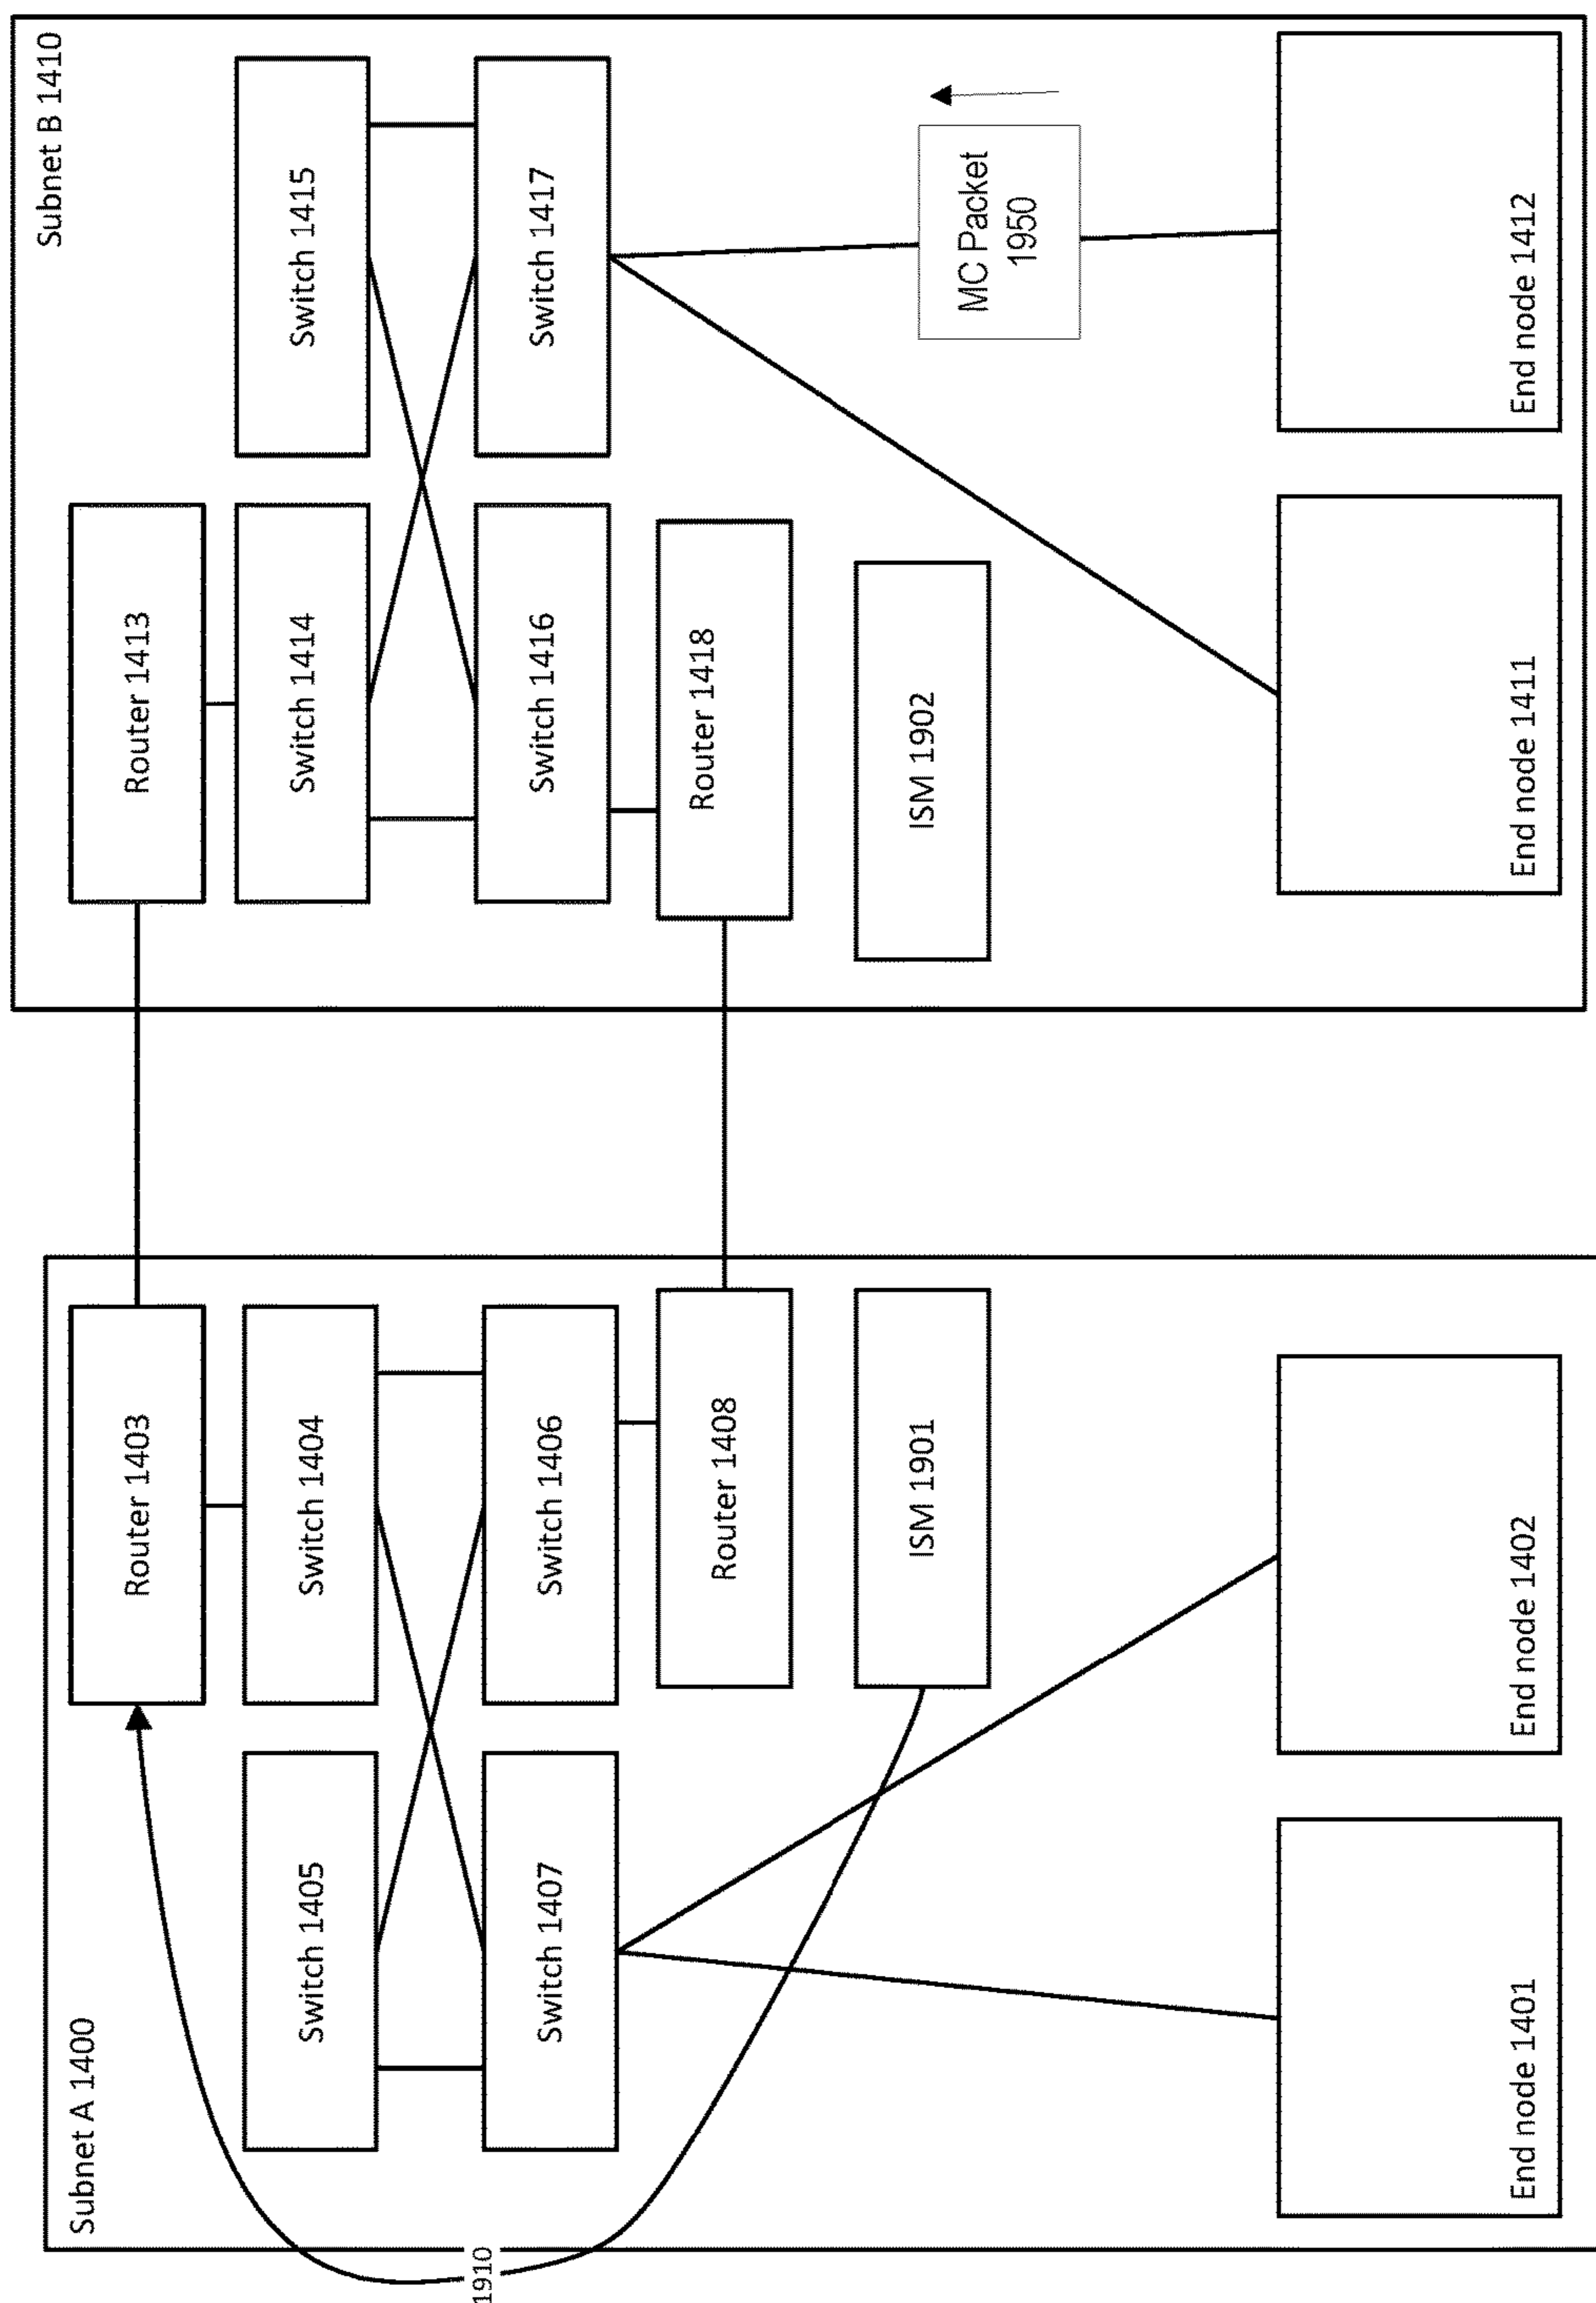 Subnet A 1400
Router 1403
Switch 1405
Switch 1404
Switch 1407
Switch 1406
Router 1408
ISM 1901
End node 1401
End node 1402
1910
Subnet B 1410
Router 1413
Switch 1414
Switch 1415
Switch 1416
Switch 1417
Router 1418
ISM 1902
MC Packet
1950
End node 1411
End node 1412